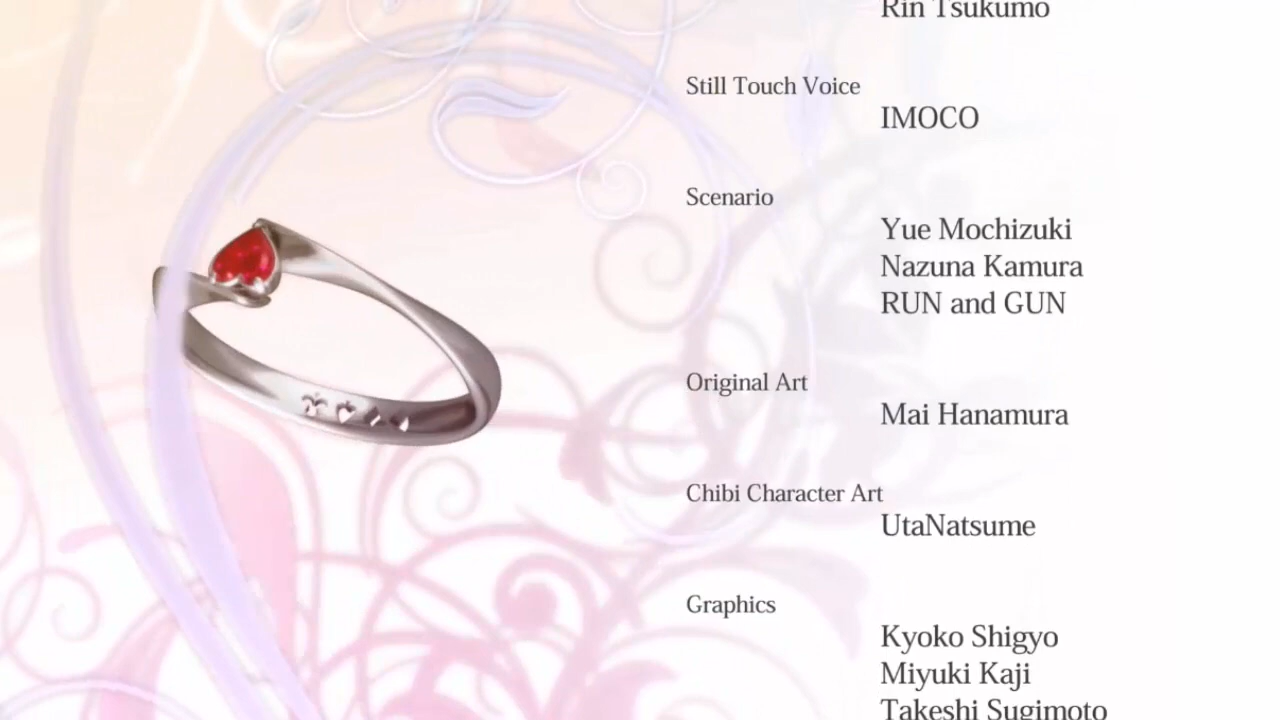 Rin Tsukumo
Still Touch Voice
IMOCO
Scenario
Yue Mochizuki
Nazuna Kamura
RUN and GUN
Original Art
Mai Hanamura
Chibi Character Art
UtaNatsume
Graphics
Kyoko Shigyo
Miyuki Kaji
Takeshi Sugimoto